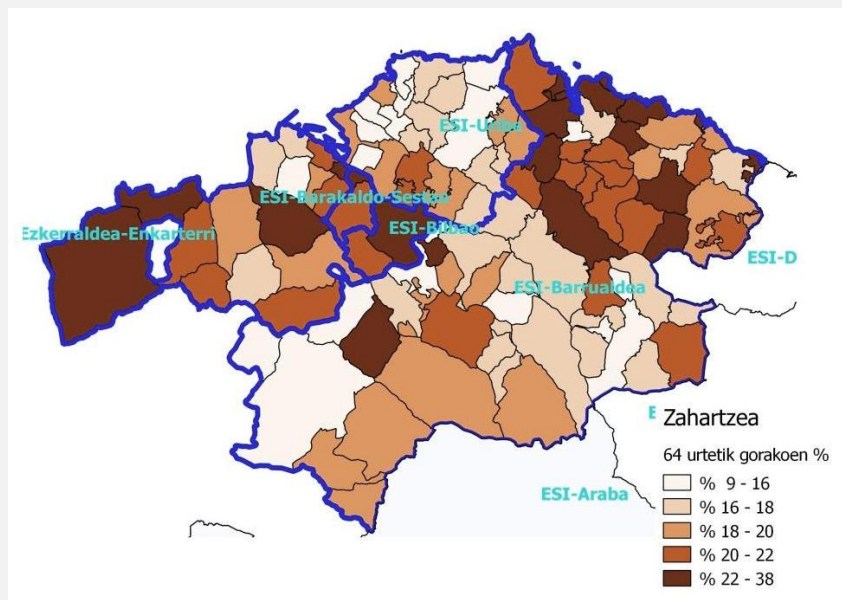 ESI-Uribe
ESI-Barakaldo-Sestao
Ezkerraldea-Enkarterri
ESI-Bilbao
ESI-D
ESI-Barrualdea
E
Zahartzea
64 urtetik gorakoen %
% 9 - 16
% 16 - 18
% 18 - 20
% 20 - 22
% 22 - 38
ESI-Araba